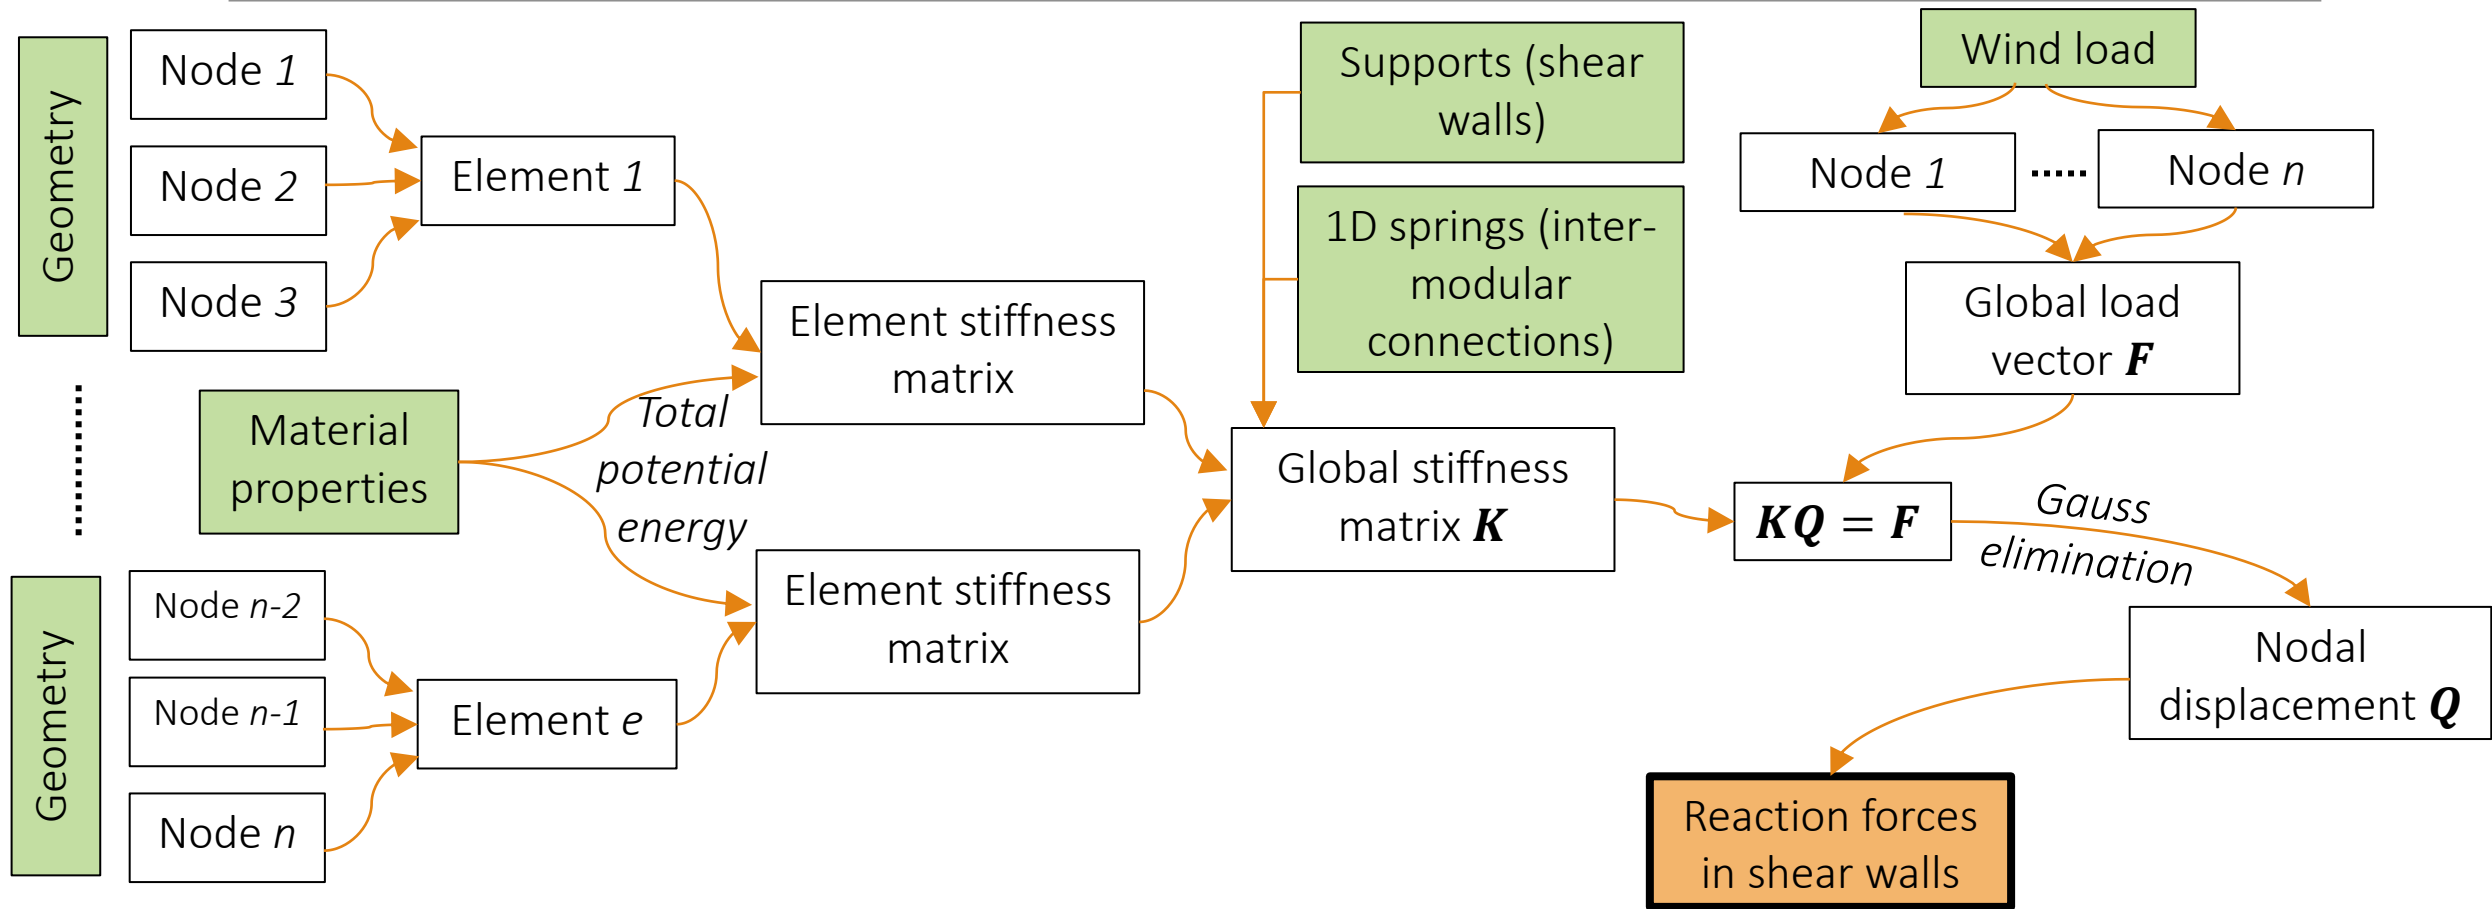 Geometry
Node 1
Node 2
Node 3
Element 1
Material
properties
Total
potential
energy
Geometry
Node n-2
Node n-1
Node n
Element e
Element stiffness
matrix
Element stiffness
matrix
Supports (shear
walls)
1D springs (inter-
modular
connections)
Global stiffness
matrix K
Wind load
Node 1
Node n
Global load
vector F
KQ = F
Gauss
elimination
Nodal
displacement Q
Reaction forces
in shear walls